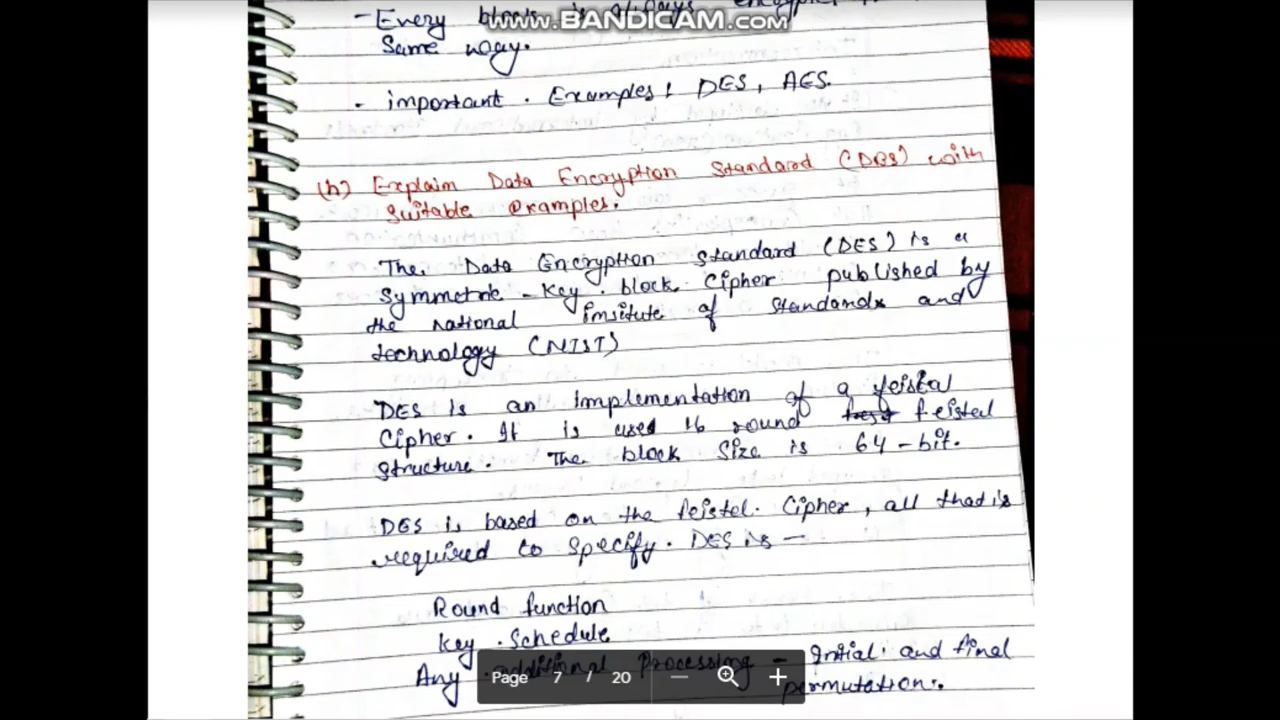 - Every block is always
www.BANDICAM.com
Same way.
- important. Examples: DES, AES.
(h) Explain Data Encryption Standard (DES) with
suitable examples.
The Data Encryption Standard (DES) is a
symmetric - key. block Cipher published by
the national insitute of standards and
technology (NIST)
DES is an implementation of a feistal
Cipher. It is used 16 round feistel
structure. The block size is 64-bit.
DES is based on the feistel. Cipher, all that is
required to specify. DES is —
Round function
Key. Schedule
Any additional processing - Initial and final
permutation.
Page 7 / 20